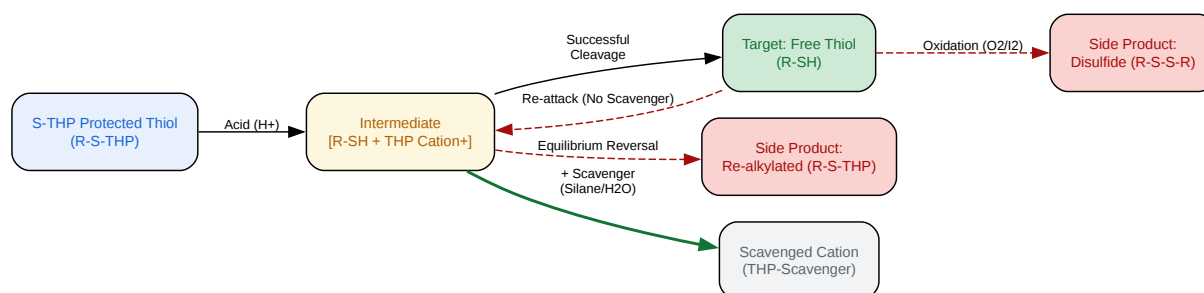 S-THP Protected Thiol
(R-S-THP)
Acid (H+)
Intermediate
[R-SH + THP Cation+]
Successful
Cleavage
Re-attack (No Scavenger)
Equilibrium Reversal
+ Scavenger
(Silane/H2O)
Target: Free Thiol
(R-SH)
Oxidation (O2/I2)
Side Product:
Disulfide (R-S-S-R)
Side Product:
Re-alkylated (R-S-THP)
Scavenged Cation
(THP-Scavenger)